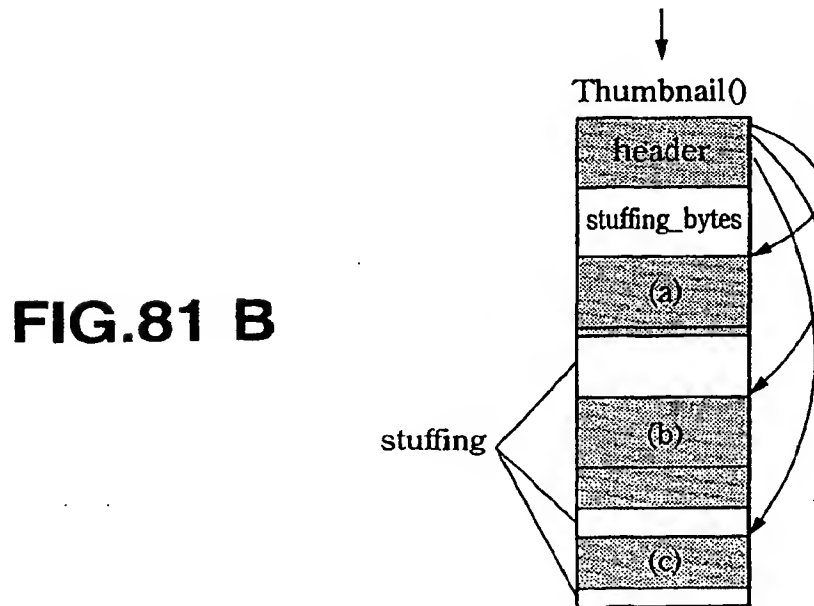 Thumbnail()
header
stuffing_bytes
(a)
FIG.81 B
(b)
stuffing
(c)